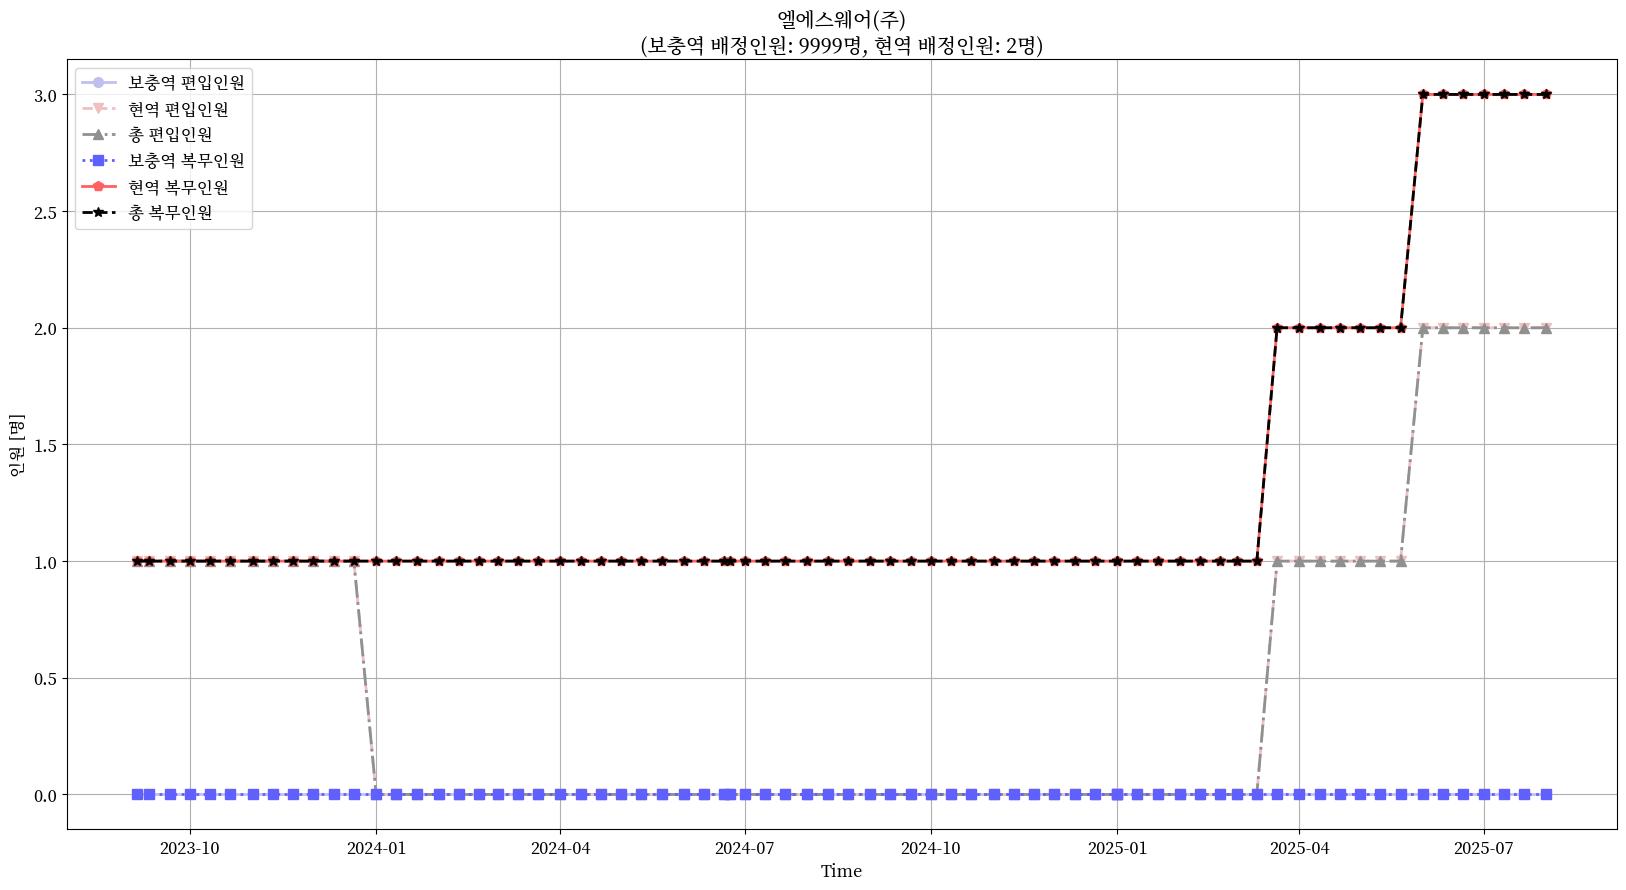 엘에스웨어(주)
(보충역 배정인원: 9999명, 현역 배정인원: 2명)
보충역 편입인원
현역 편입인원
총 편입인원
보충역 복무인원
현역 복무인원
총 복무인원
3.0
2.5
2.0
1.5
1.0
0.5
0.0
인원 [명]
2023-10
2024-01
2024-04
2024-07
2024-10
2025-01
2025-04
2025-07
Time